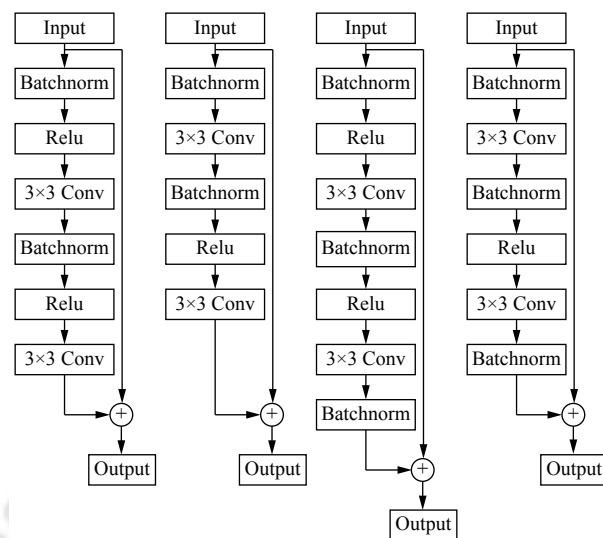 Input
Batchnorm
Relu
3×3 Conv
Batchnorm
Relu
3×3 Conv
+
Output
Input
Batchnorm
3×3 Conv
Batchnorm
Relu
3×3 Conv
+
Output
Input
Batchnorm
Relu
3×3 Conv
Batchnorm
Relu
3×3 Conv
Batchnorm
+
Output
Input
Batchnorm
3×3 Conv
Batchnorm
Relu
3×3 Conv
Batchnorm
+
Output